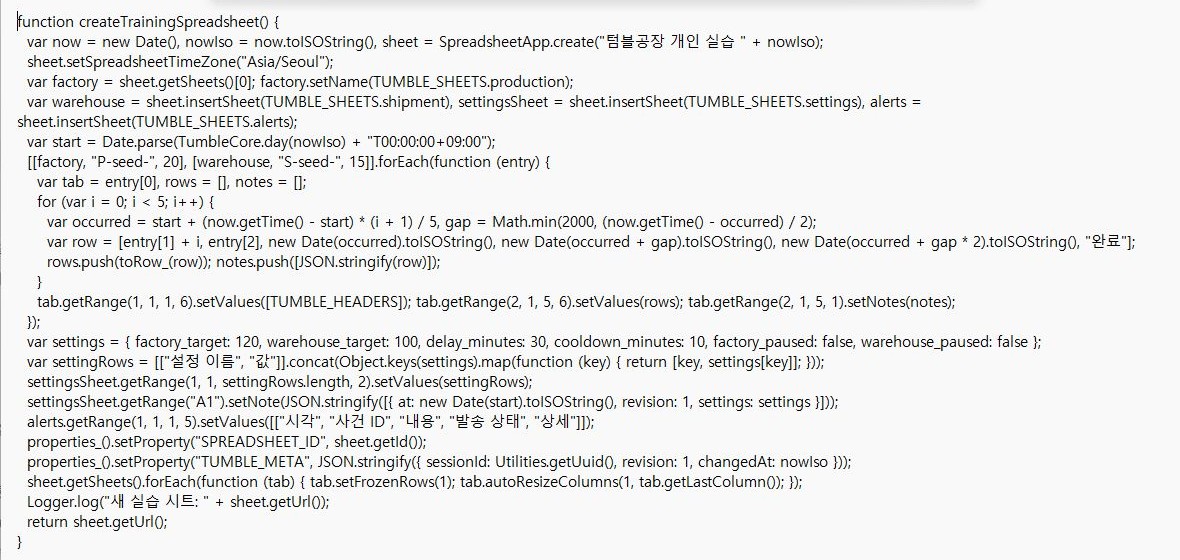 function createTrainingSpreadsheet() {
var now = new Date(), nowIso = now.toISOString(), sheet = SpreadsheetApp.create("텀블공장 개인 실습 " + nowIso);
sheet.setSpreadsheetTimeZone("Asia/Seoul");
var factory = sheet.getSheets()[0]; factory.setName(TUMBLE_SHEETS.production);
var warehouse = sheet.insertSheet(TUMBLE_SHEETS.shipment), settingsSheet = sheet.insertSheet(TUMBLE_SHEETS.settings), alerts =
sheet.insertSheet(TUMBLE_SHEETS.alerts);
var start = Date.parse(TumbleCore.day(nowIso) + "T00:00:00+09:00");
[[factory, "P-seed-", 20], [warehouse, "S-seed-", 15]].forEach(function (entry) {
var tab = entry[0], rows = [], notes = [];
for (var i = 0; i < 5; i++) {
var occurred = start + (now.getTime() - start) * (i + 1) / 5, gap = Math.min(2000, (now.getTime() - occurred) / 2);
var row = [entry[1] + i, entry[2], new Date(occurred).toISOString(), new Date(occurred + gap).toISOString(), new Date(occurred + gap * 2).toISOString(), "완료"];
rows.push(toRow_(row)); notes.push([JSON.stringify(row)]);
}
tab.getRange(1, 1, 1, 6).setValues([TUMBLE_HEADERS]); tab.getRange(2, 1, 5, 6).setValues(rows); tab.getRange(2, 1, 5, 1).setNotes(notes);
});
var settings = { factory_target: 120, warehouse_target: 100, delay_minutes: 30, cooldown_minutes: 10, factory_paused: false, warehouse_paused: false };
var settingRows = [["설정 이름", "값"]].concat(Object.keys(settings).map(function (key) { return [key, settings[key]]; }));
settingsSheet.getRange(1, 1, settingRows.length, 2).setValues(settingRows);
settingsSheet.getRange("A1").setNote(JSON.stringify([{ at: new Date(start).toISOString(), revision: 1, settings: settings }]));
alerts.getRange(1, 1, 1, 5).setValues([["시각", "사건 ID", "내용", "발송 상태", "상세"]]);
properties_().setProperty("SPREADSHEET_ID", sheet.getId());
properties_().setProperty("TUMBLE_META", JSON.stringify({ sessionId: Utilities.getUuid(), revision: 1, changedAt: nowIso }));
sheet.getSheets().forEach(function (tab) { tab.setFrozenRows(1); tab.autoResizeColumns(1, tab.getLastColumn()); });
Logger.log("새 실습 시트: " + sheet.getUrl());
return sheet.getUrl();
}